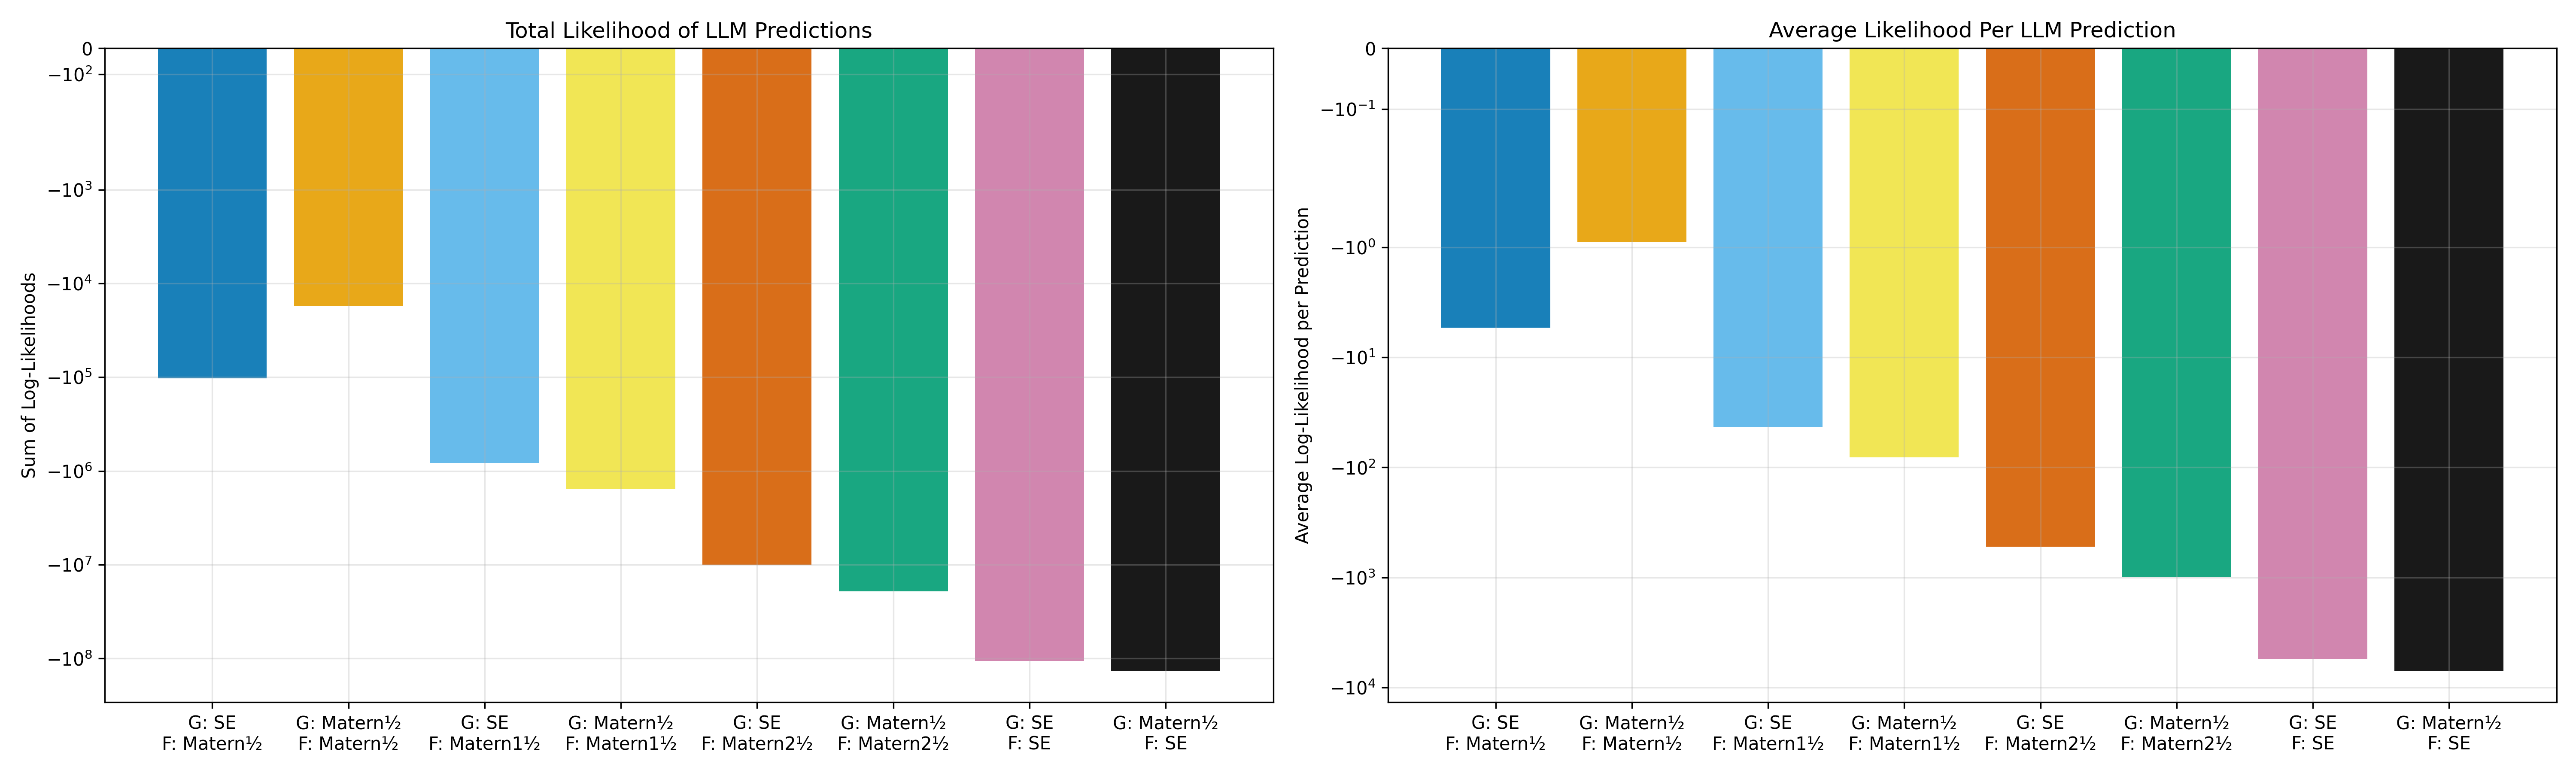 Total Likelihood of LLM Predictions
Sum of Log-Likelihoods
0
−10²
−10³
−10⁴
−10⁵
−10⁶
−10⁷
−10⁸
G: SE
F: Matern½
G: Matern½
F: Matern½
G: SE
F: Matern1½
G: Matern½
F: Matern1½
G: SE
F: Matern2½
G: Matern½
F: Matern2½
G: SE
F: SE
G: Matern½
F: SE
Average Likelihood Per LLM Prediction
Average Log-Likelihood per Prediction
0
−10⁻¹
−10⁰
−10¹
−10²
−10³
−10⁴
G: SE
F: Matern½
G: Matern½
F: Matern½
G: SE
F: Matern1½
G: Matern½
F: Matern1½
G: SE
F: Matern2½
G: Matern½
F: Matern2½
G: SE
F: SE
G: Matern½
F: SE